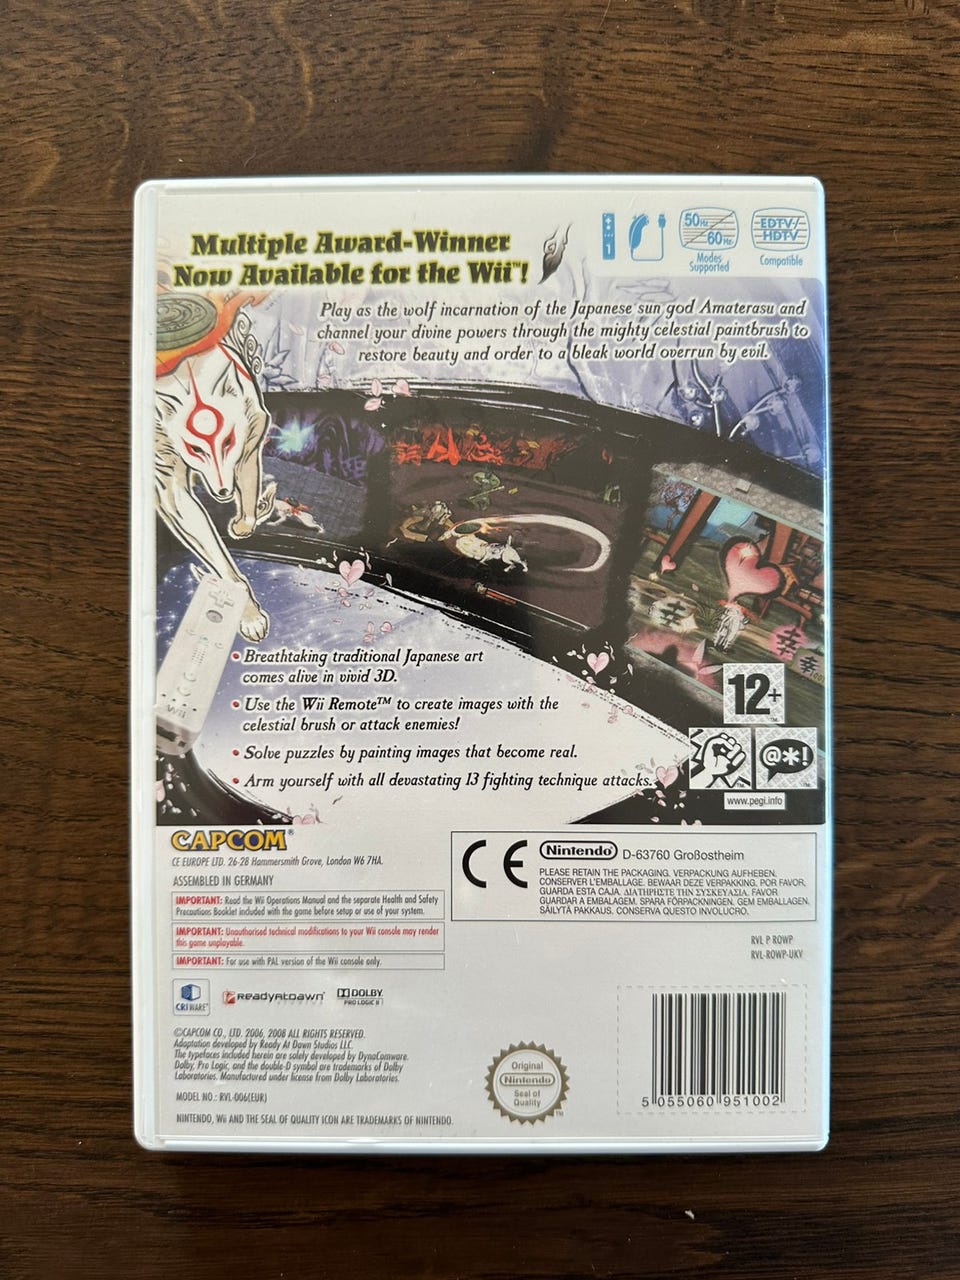 Multiple Award-Winner
Now Available for the Wii™!
1
50Hz
60Hz
Modes
Supported
EDTV/
HDTV
Compatible
Play as the wolf incarnation of the Japanese sun god Amaterasu and
channel your divine powers through the mighty celestial paintbrush to
restore beauty and order to a bleak world overrun by evil.
幸
幸
幸
Wii
• Breathtaking traditional Japanese art
comes alive in vivid 3D.
• Use the Wii Remote™ to create images with the
celestial brush or attack enemies!
• Solve puzzles by painting images that become real.
• Arm yourself with all devastating 13 fighting technique attacks.
12+
™
@*!
www.pegi.info
CAPCOM®
CE EUROPE LTD. 26-28 Hammersmith Grove, London W6 7HA.
ASSEMBLED IN GERMANY
IMPORTANT: Read the Wii Operations Manual and the separate Health and Safety
Precautions Booklet included with the game before setup or use of your system.
IMPORTANT: Unauthorised technical modifications to your Wii console may render
this game unplayable.
IMPORTANT: For use with PAL version of the Wii console only.
CE
Nintendo® D-63760 Großostheim
PLEASE RETAIN THE PACKAGING. VERPACKUNG AUFHEBEN.
CONSERVER L'EMBALLAGE. BEWAAR DEZE VERPAKKING. POR FAVOR,
GUARDA ESTA CAJA. ΔΙΑΤΗΡΗΣΤΕ ΤΗΝ ΣΥΣΚΕΥΑΣΙΑ. FAVOR
GUARDAR A EMBALAGEM. SPARA FÖRPACKNINGEN. GEM EMBALLAGEN.
SÄILYTÄ PAKKAUS. CONSERVA QUESTO INVOLUCRO.
RVL P ROWP
RVL-ROWP-UKV
CRIWARE™
READY AT DAWN™
STUDIOS
DOLBY
PRO LOGIC II
©CAPCOM CO., LTD. 2006, 2008 ALL RIGHTS RESERVED.
Adaptation developed by Ready At Dawn Studios LLC.
The typefaces included herein are solely developed by DynaComware.
Dolby, Pro Logic, and the double-D symbol are trademarks of Dolby
Laboratories. Manufactured under license from Dolby Laboratories.
MODEL NO.: RVL-006(EUR)
NINTENDO, Wii AND THE SEAL OF QUALITY ICON ARE TRADEMARKS OF NINTENDO.
Original
Nintendo®
Seal of
Quality
™
5 055060 951002